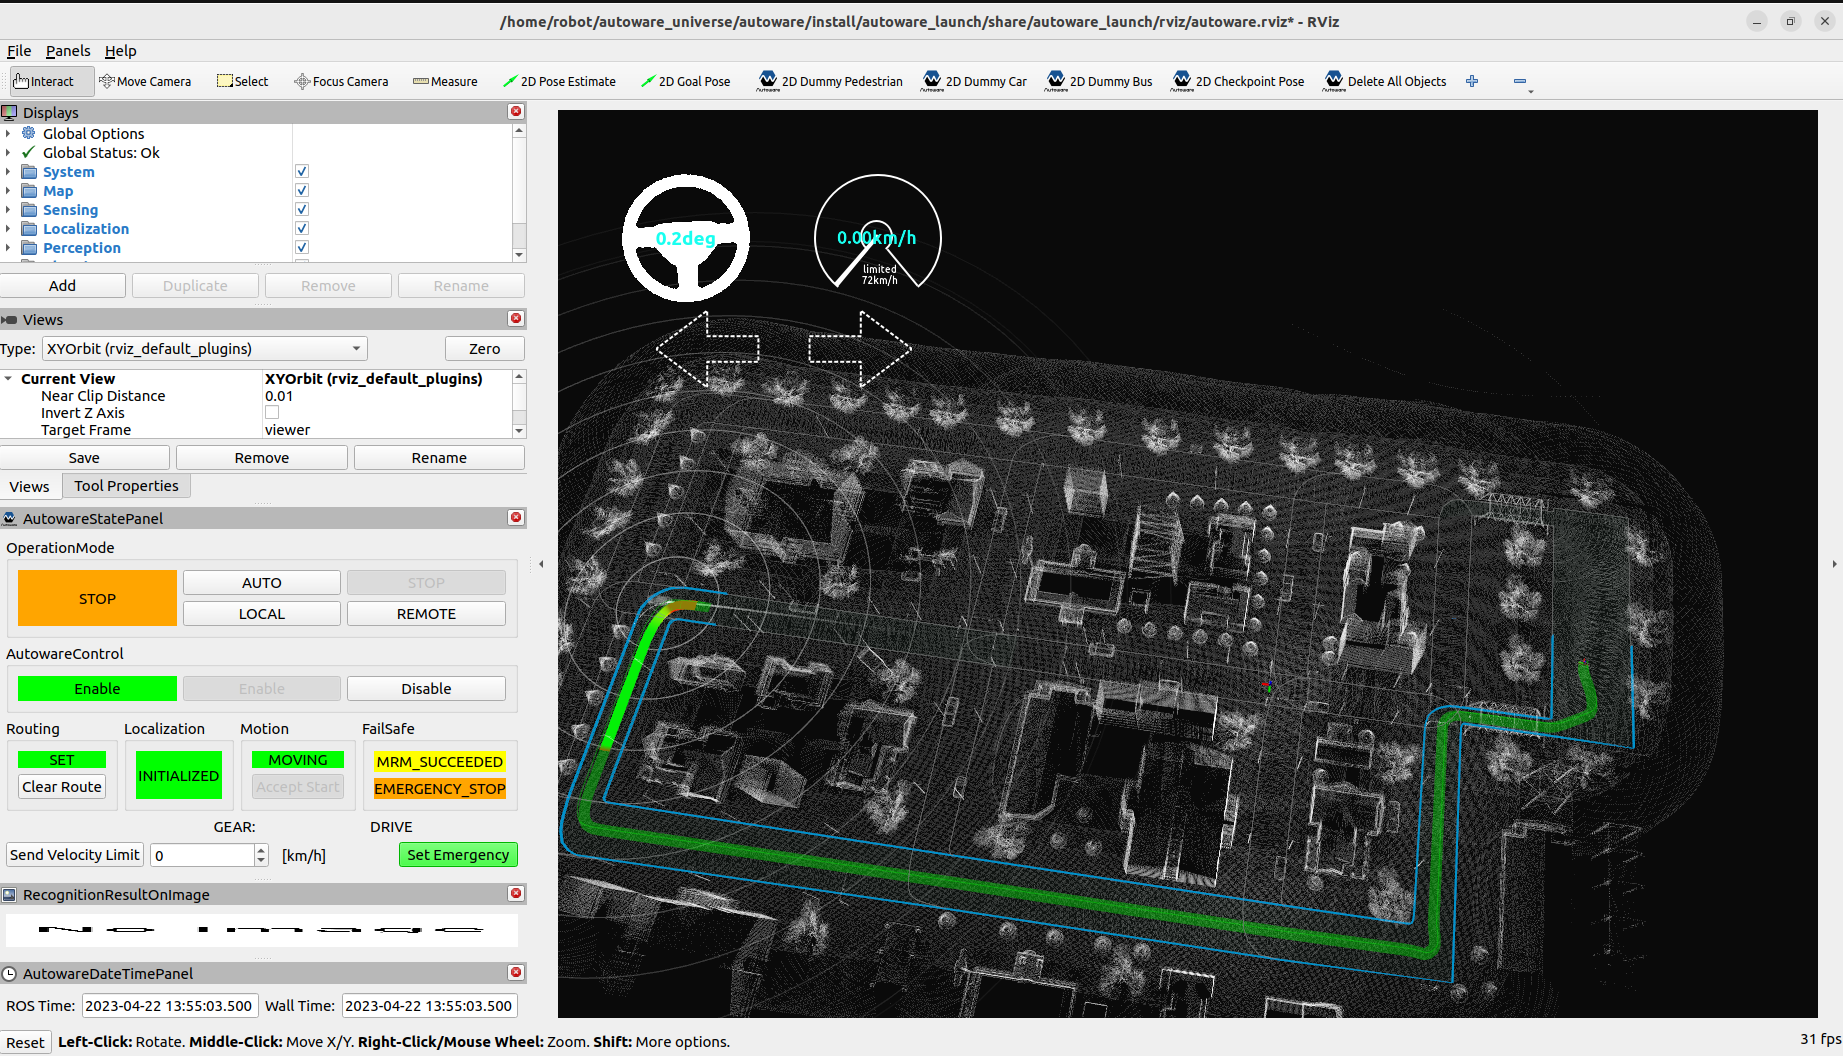 /home/robot/autoware_universe/autoware/install/autoware_launch/share/autoware_launch/rviz/autoware.rviz* - RViz
File Panels Help
Interact Move Camera Select Focus Camera Measure 2D Pose Estimate 2D Goal Pose 2D Dummy Pedestrian 2D Dummy Car 2D Dummy Bus 2D Checkpoint Pose Delete All Objects
Displays
Global Options
Global Status: Ok
System
Map
Sensing
Localization
Perception
Add Duplicate Remove Rename
Views
Type: XYOrbit (rviz_default_plugins) Zero
Current View XYOrbit (rviz_default_plugins)
Near Clip Distance 0.01
Invert Z Axis
Target Frame viewer
Save Remove Rename
Views Tool Properties
AutowareStatePanel
OperationMode
STOP AUTO STOP
LOCAL REMOTE
AutowareControl
Enable Enable Disable
Routing Localization Motion FailSafe
SET INITIALIZED MOVING MRM_SUCCEEDED
Clear Route Accept Start EMERGENCY_STOP
GEAR: DRIVE
Send Velocity Limit 0 [km/h] Set Emergency
RecognitionResultOnImage
No Image
AutowareDateTimePanel
ROS Time: 2023-04-22 13:55:03.500 Wall Time: 2023-04-22 13:55:03.500
Reset Left-Click: Rotate. Middle-Click: Move X/Y. Right-Click/Mouse Wheel: Zoom. Shift: More options.
31 fps
0.2deg
0.00km/h
limited
72km/h